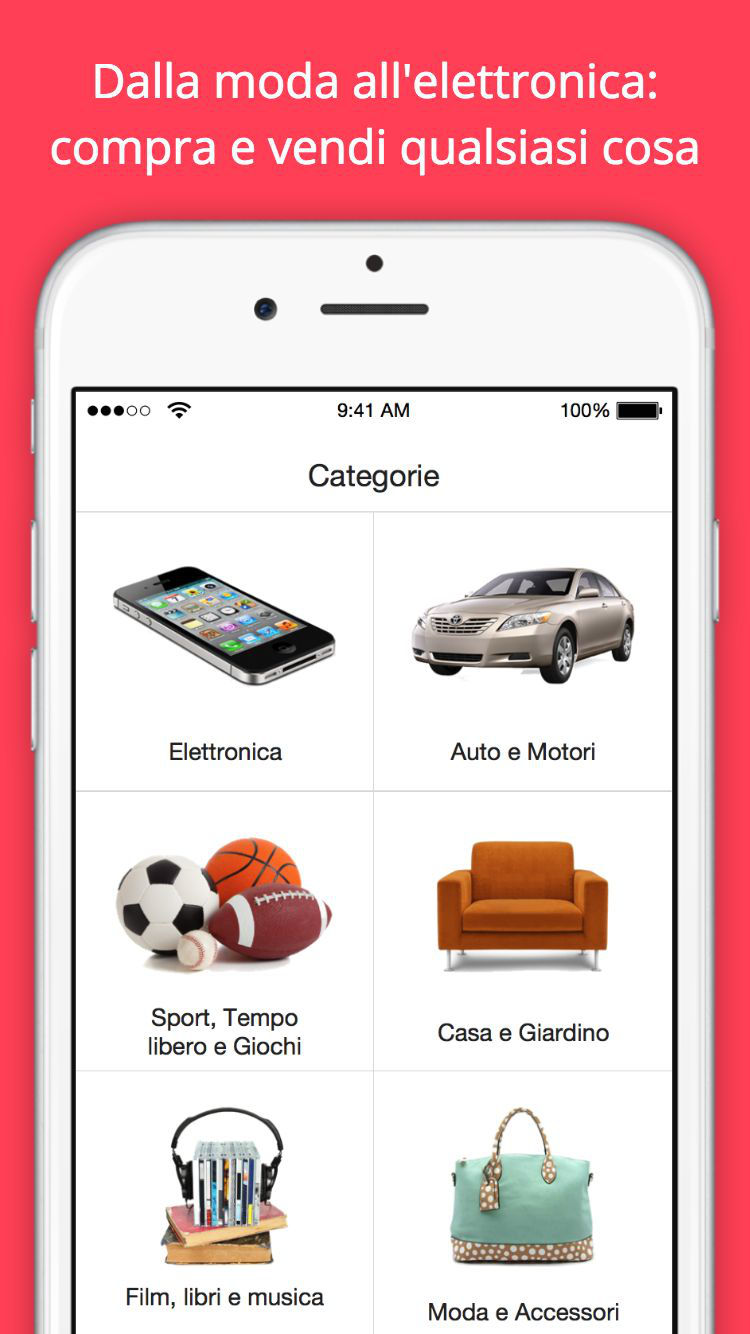 Dalla moda all'elettronica:
compra e vendi qualsiasi cosa
9:41 AM
100%
Categorie
Elettronica
Auto e Motori
Sport, Tempo
libero e Giochi
Casa e Giardino
Film, libri e musica
Moda e Accessori